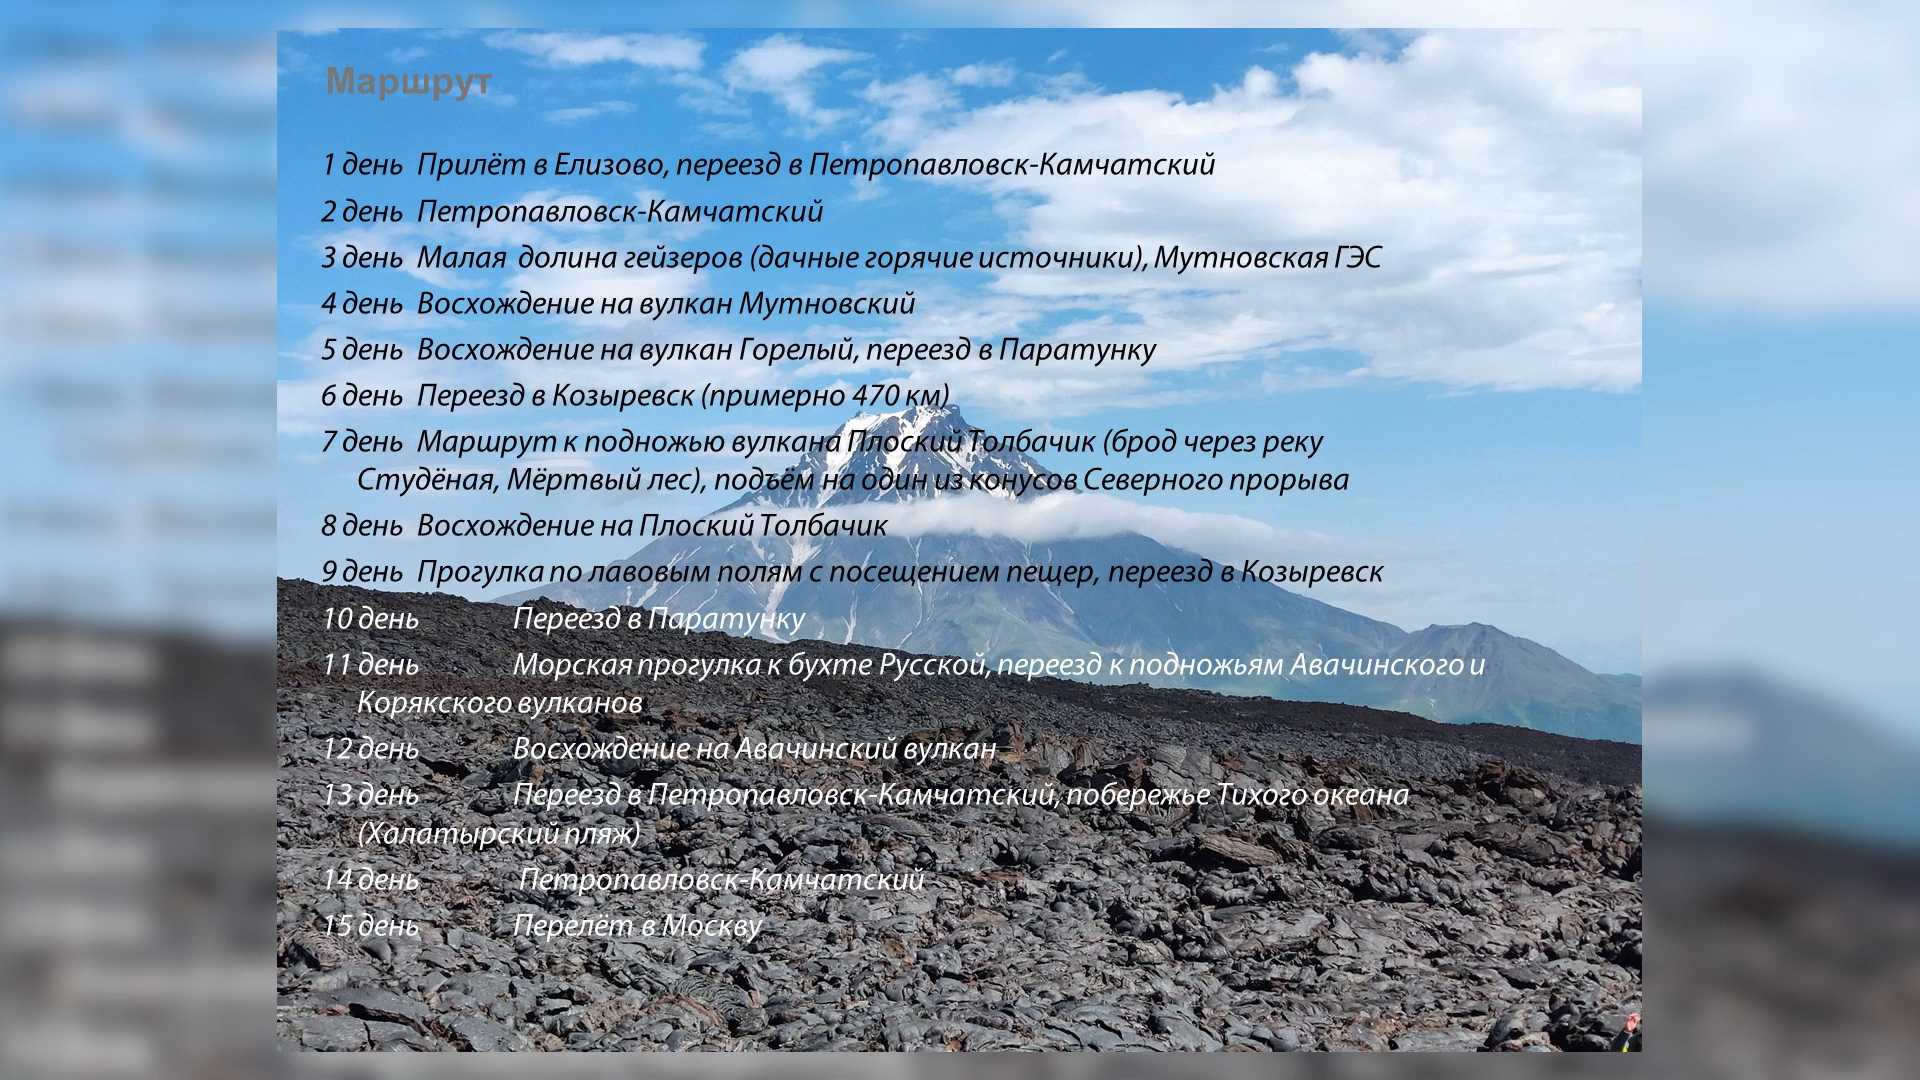 Маршрут
1 день Прилёт в Елизово, переезд в Петропавловск-Камчатский
2 день Петропавловск-Камчатский
3 день Малая долина гейзеров (дачные горячие источники), Мутновская ГЭС
4 день Восхождение на вулкан Мутновский
5 день Восхождение на вулкан Горелый, переезд в Паратунку
6 день Переезд в Козыревск (примерно 470 км)
7 день Маршрут к подножью вулкана Плоский Толбачик (брод через реку
Студёная, Мёртвый лес), подъём на один из конусов Северного прорыва
8 день Восхождение на Плоский Толбачик
9 день Прогулка по лавовым полям с посещением пещер, переезд в Козыревск
10 день Переезд в Паратунку
11 день Морская прогулка к бухте Русской, переезд к подножьям Авачинского и
Корякского вулканов
12 день Восхождение на Авачинский вулкан
13 день Переезд в Петропавловск-Камчатский, побережье Тихого океана
(Халатырский пляж)
14 день Петропавловск-Камчатский
15 день Перелёт в Москву